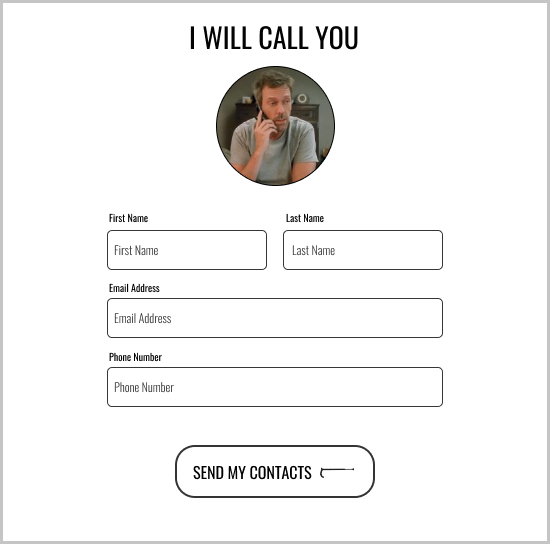 I WILL CALL YOU
First Name Last Name
First Name Last Name
Email Address
Email Address
Phone Number
Phone Number
SEND MY CONTACTS